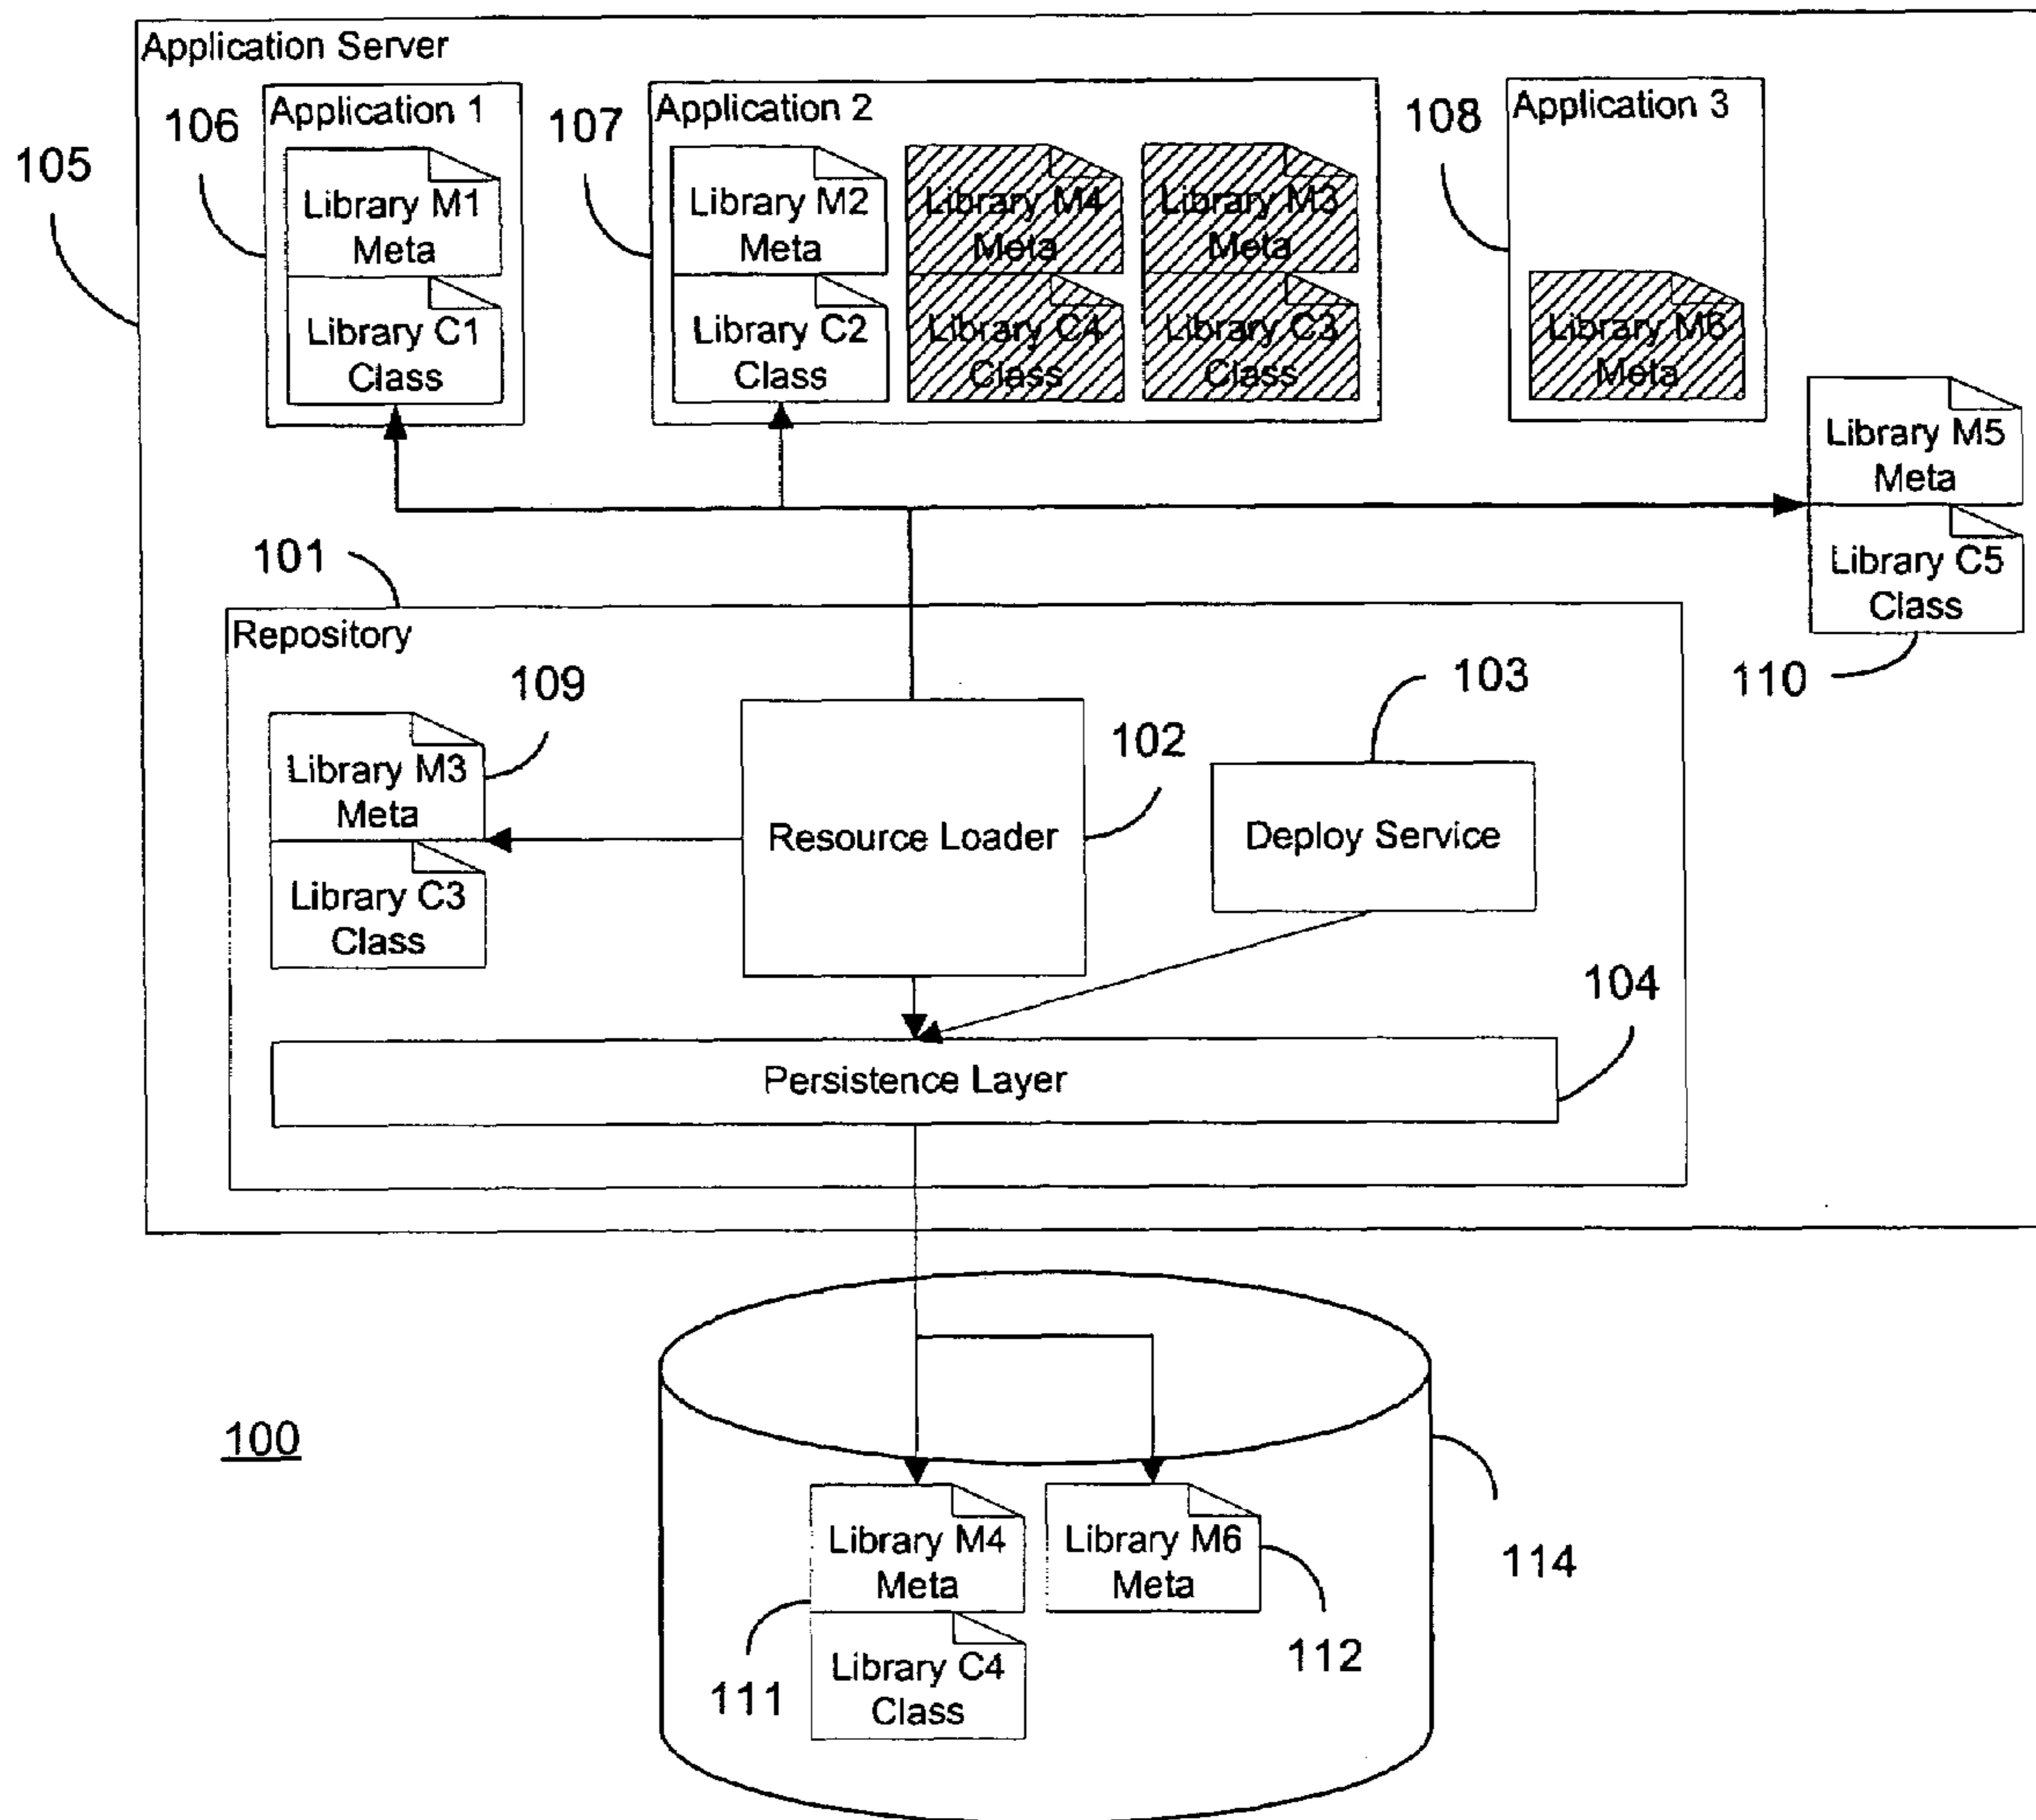 Application Server
Application 1
Application 2
Application 3
106
107
108
105
Library M1
Meta
Library C1
Class
Library M2
Meta
Library C2
Class
Library M4
Meta
Library C4
Class
Library M3
Meta
Library C3
Class
Library M6
Meta
Library M5
Meta
Library C5
Class
110
101
Repository
109
Library M3
Meta
Library C3
Class
Resource Loader
102
103
Deploy Service
104
Persistence Layer
100
114
Library M4
Meta
Library C4
Class
111
Library M6
Meta
112